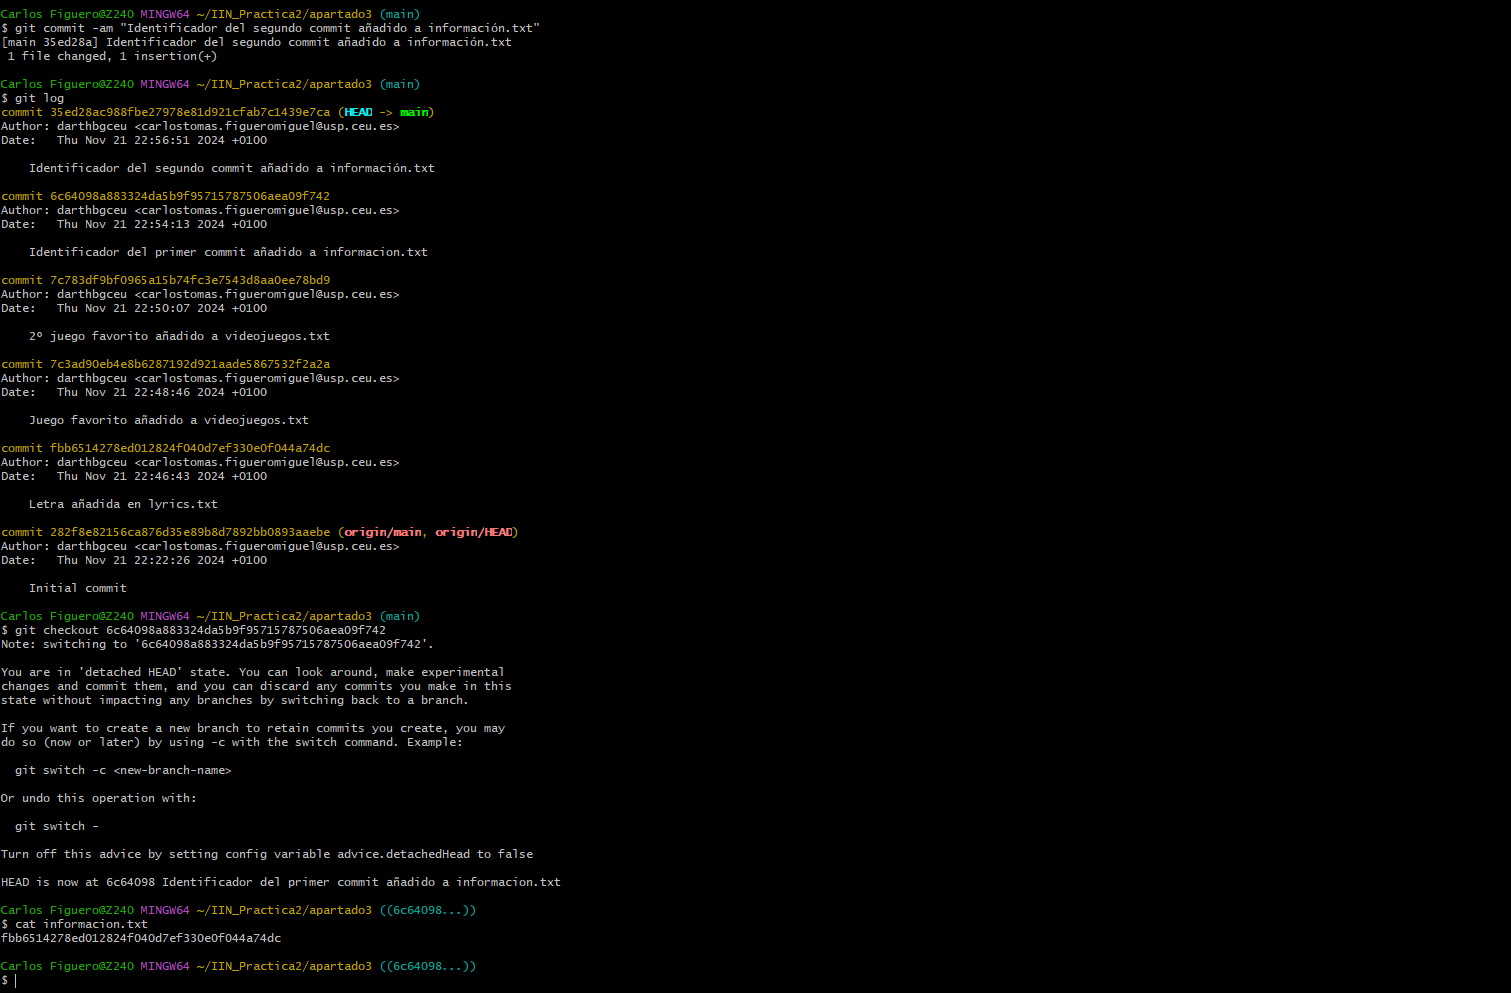 Carlos Figuero@Z240 MINGW64 ~/IIN_Practica2/apartado3 (main)
$ git commit -am "Identificador del segundo commit añadido a información.txt"
[main 35ed28a] Identificador del segundo commit añadido a información.txt
 1 file changed, 1 insertion(+)

Carlos Figuero@Z240 MINGW64 ~/IIN_Practica2/apartado3 (main)
$ git log
commit 35ed28ac988fbe27978e81d921cfab7c1439e7ca (HEAD -> main)
Author: darthbgceu <carlostomas.figueromiguel@usp.ceu.es>
Date:   Thu Nov 21 22:56:51 2024 +0100

    Identificador del segundo commit añadido a información.txt

commit 6c64098a883324da5b9f95715787506aea09f742
Author: darthbgceu <carlostomas.figueromiguel@usp.ceu.es>
Date:   Thu Nov 21 22:54:13 2024 +0100

    Identificador del primer commit añadido a informacion.txt

commit 7c783df9bf0965a15b74fc3e7543d8aa0ee78bd9
Author: darthbgceu <carlostomas.figueromiguel@usp.ceu.es>
Date:   Thu Nov 21 22:50:07 2024 +0100

    2º juego favorito añadido a videojuegos.txt

commit 7c3ad90eb4e8b6287192d921aade5867532f2a2a
Author: darthbgceu <carlostomas.figueromiguel@usp.ceu.es>
Date:   Thu Nov 21 22:48:46 2024 +0100

    Juego favorito añadido a videojuegos.txt

commit fbb6514278ed012824f040d7ef330e0f044a74dc
Author: darthbgceu <carlostomas.figueromiguel@usp.ceu.es>
Date:   Thu Nov 21 22:46:43 2024 +0100

    Letra añadida en lyrics.txt

commit 282f8e82156ca876d35e89b8d7892bb0893aaebe (origin/main, origin/HEAD)
Author: darthbgceu <carlostomas.figueromiguel@usp.ceu.es>
Date:   Thu Nov 21 22:22:26 2024 +0100

    Initial commit

Carlos Figuero@Z240 MINGW64 ~/IIN_Practica2/apartado3 (main)
$ git checkout 6c64098a883324da5b9f95715787506aea09f742
Note: switching to '6c64098a883324da5b9f95715787506aea09f742'.

You are in 'detached HEAD' state. You can look around, make experimental
changes and commit them, and you can discard any commits you make in this
state without impacting any branches by switching back to a branch.

If you want to create a new branch to retain commits you create, you may
do so (now or later) by using -c with the switch command. Example:

  git switch -c <new-branch-name>

Or undo this operation with:

  git switch -

Turn off this advice by setting config variable advice.detachedHead to false

HEAD is now at 6c64098 Identificador del primer commit añadido a informacion.txt

Carlos Figuero@Z240 MINGW64 ~/IIN_Practica2/apartado3 ((6c64098...))
$ cat informacion.txt
fbb6514278ed012824f040d7ef330e0f044a74dc

Carlos Figuero@Z240 MINGW64 ~/IIN_Practica2/apartado3 ((6c64098...))
$